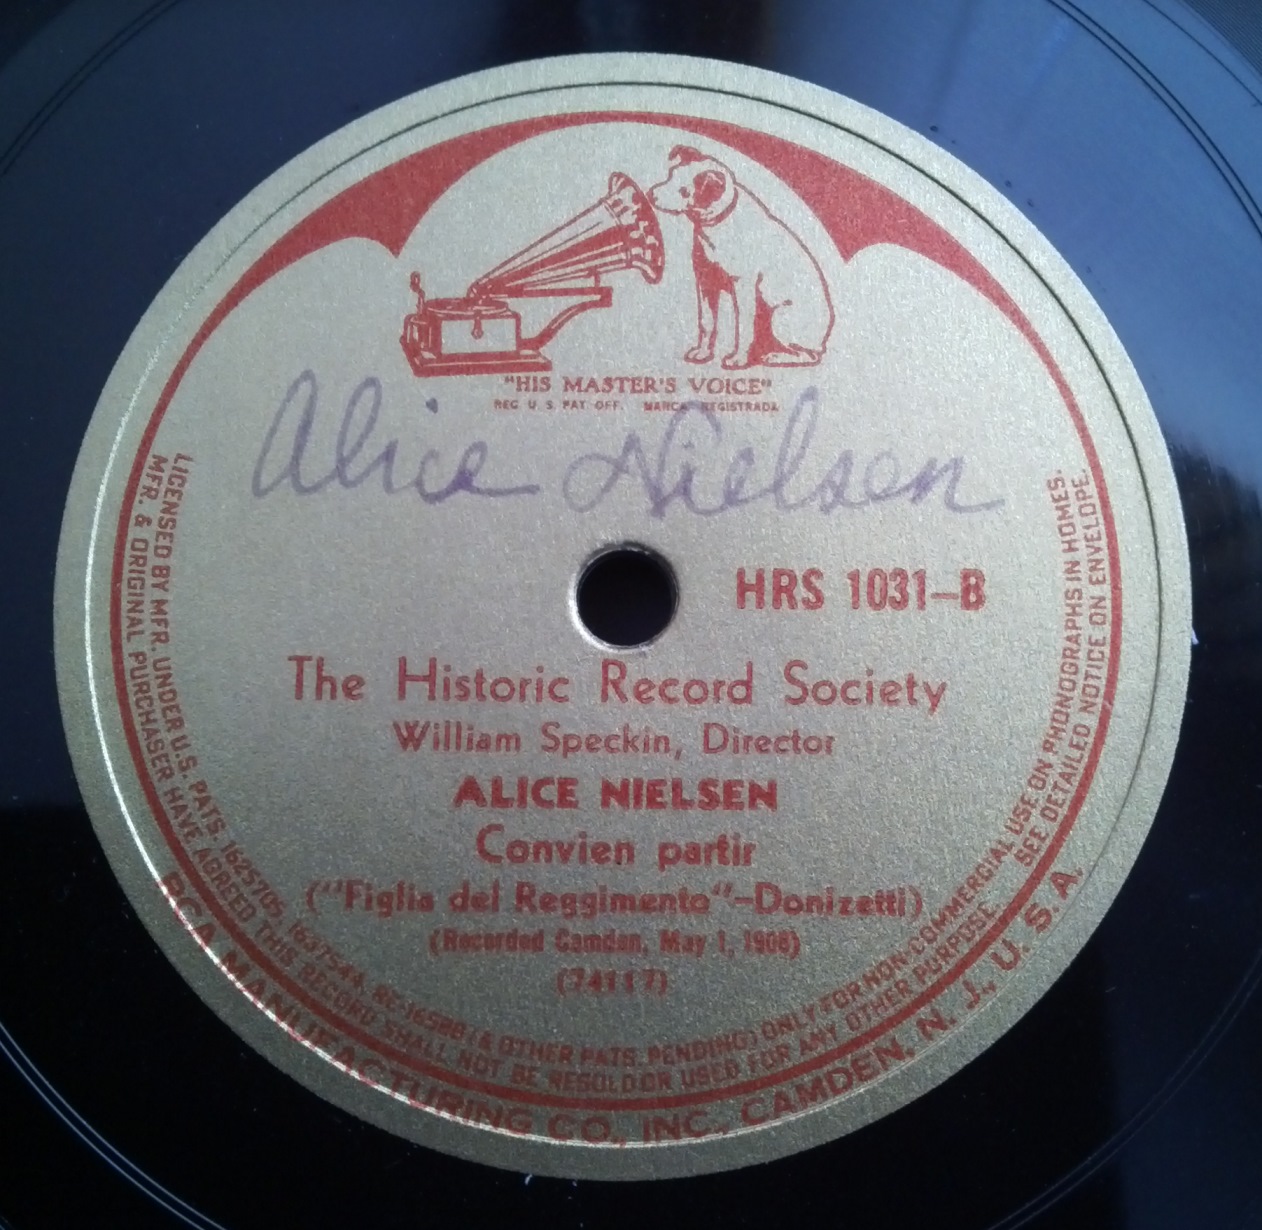 "HIS MASTER'S VOICE"
REG U. S. PAT. OFF. MARCA REGISTRADA
Alice Nielsen
HRS 1031-B
The Historic Record Society
William Speckin, Director
ALICE NIELSEN
Convien partir
("Figlia del Reggimento"-Donizetti)
(Recorded Camden, May 1, 1908)
(74117)
LICENSED BY MFR. UNDER U.S. PATS. 1625705, 1637544, RE-16588 (& OTHER PATS. PENDING) ONLY FOR NON-COMMERCIAL USE ON PHONOGRAPHS IN HOMES.
MFR. & ORIGINAL PURCHASER HAVE AGREED THIS RECORD SHALL NOT BE RESOLD OR USED FOR ANY OTHER PURPOSE. SEE DETAILED NOTICE ON ENVELOPE.
RCA MANUFACTURING CO., INC., CAMDEN, N. J., U. S. A.